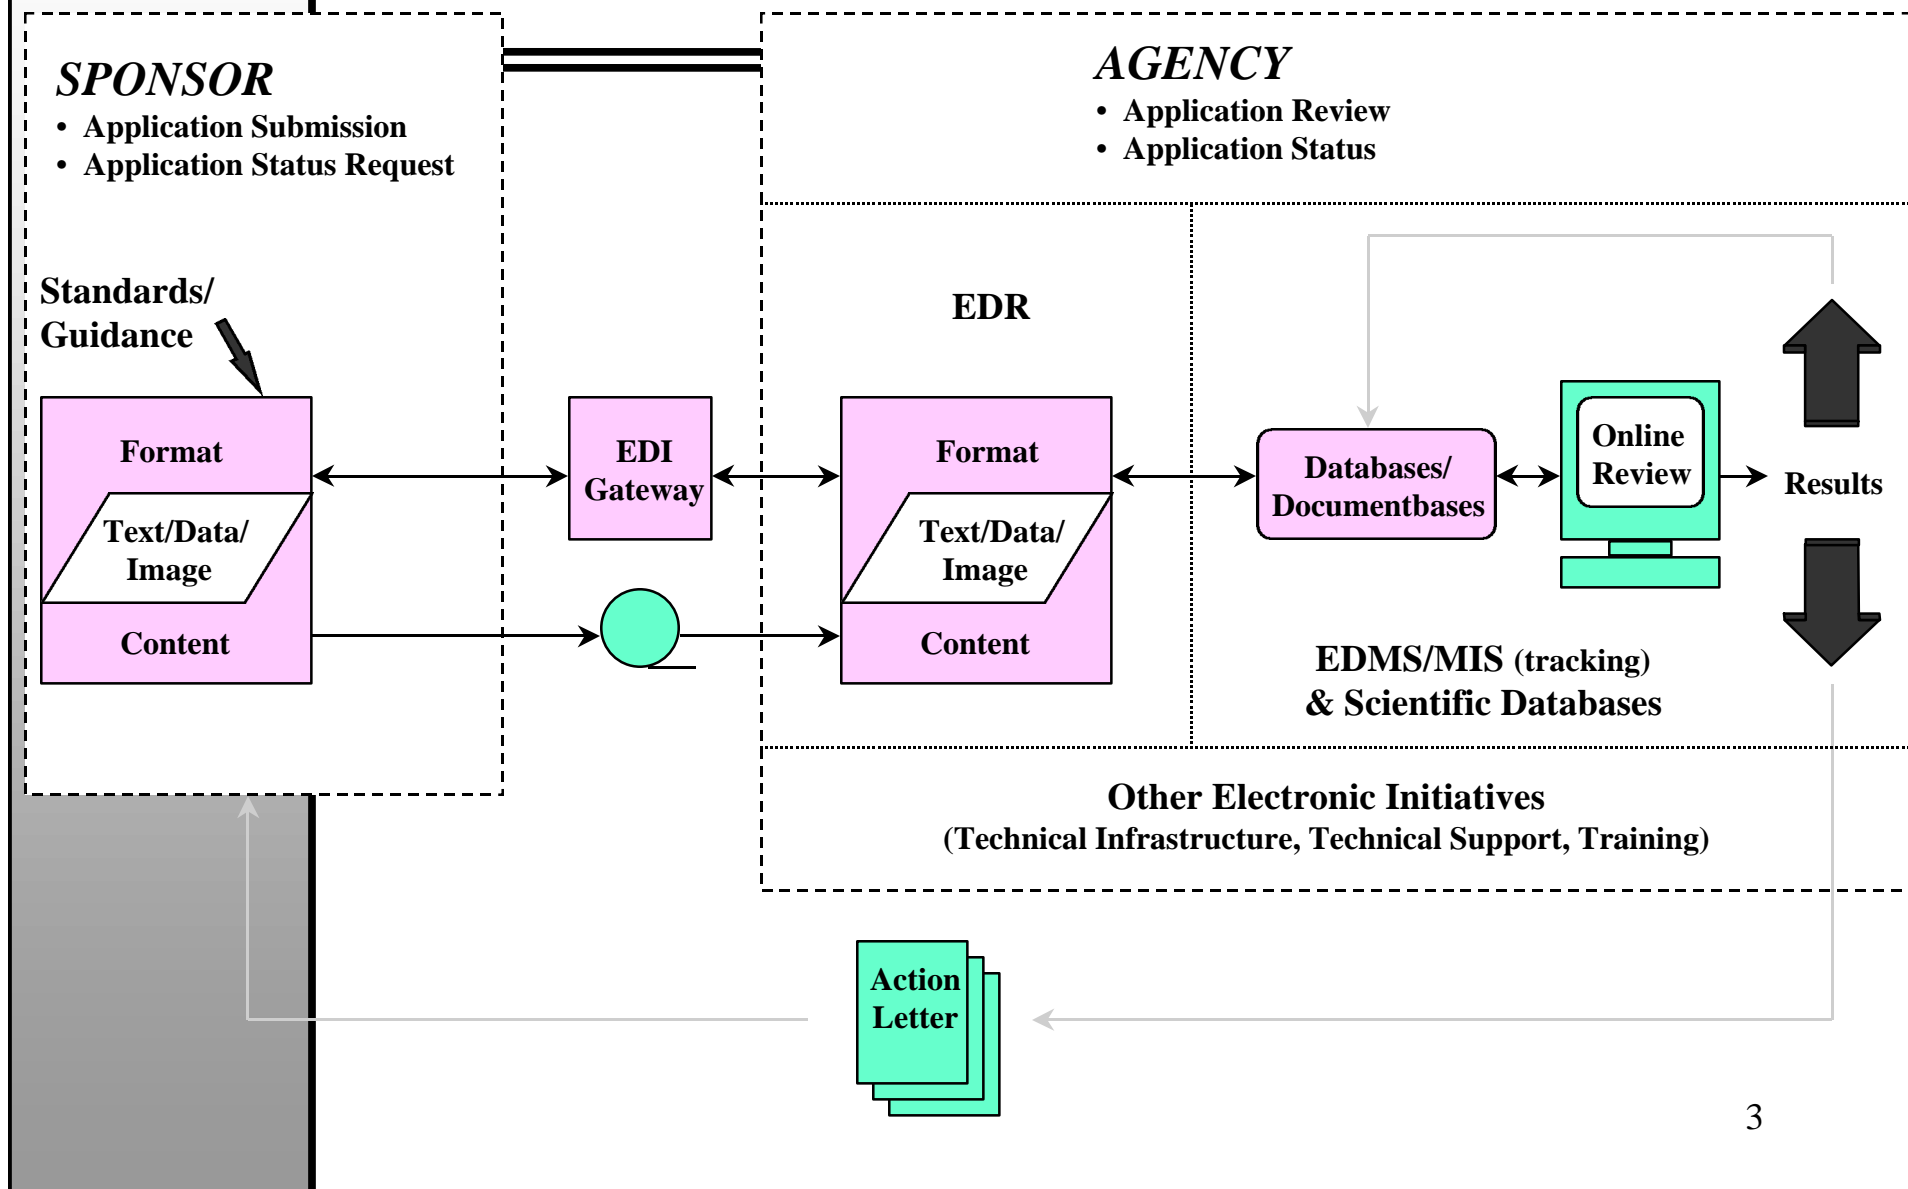 SPONSOR
• Application Submission
• Application Status Request
AGENCY
• Application Review
• Application Status
Standards/
Guidance
EDR
Format
Text/Data/
Image
Content
EDI
Gateway
Format
Text/Data/
Image
Content
Databases/
Documentbases
Online
Review
Results
EDMS/MIS (tracking)
& Scientific Databases
Other Electronic Initiatives
(Technical Infrastructure, Technical Support, Training)
Action
Letter
3